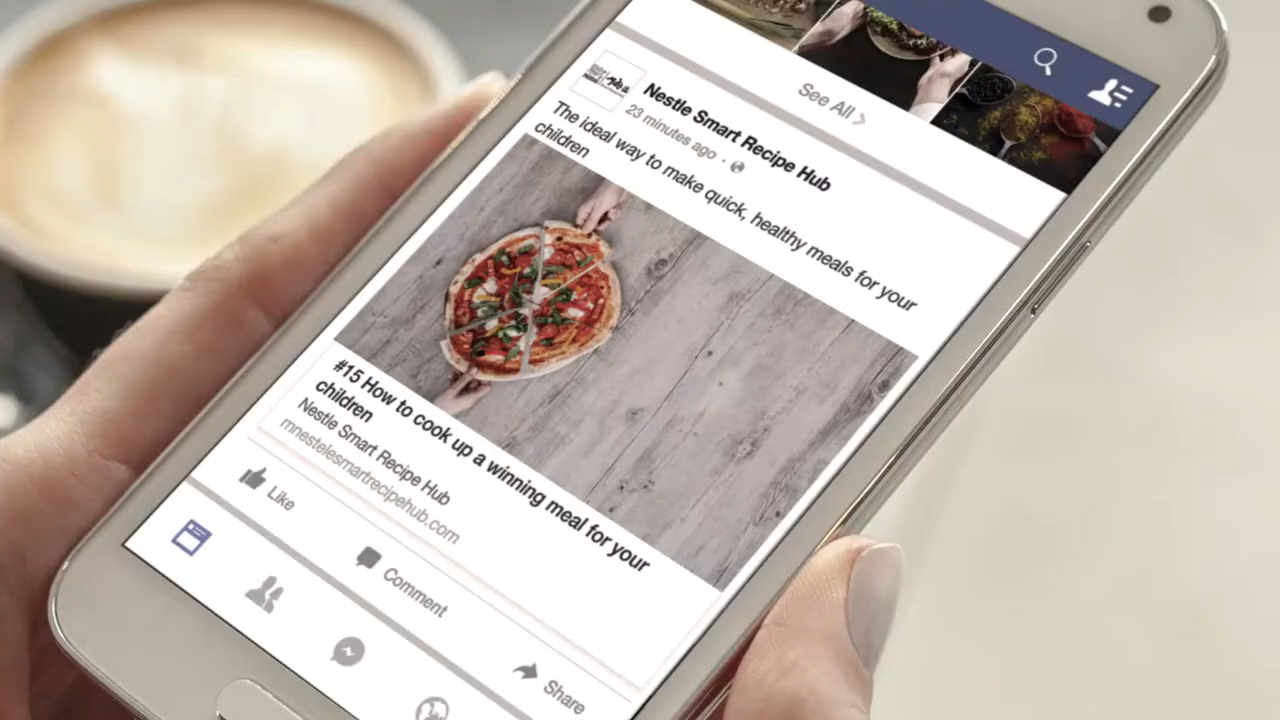 See All >
Nestle Smart Recipe Hub
23 minutes ago ·
The ideal way to make quick, healthy meals for your
children
#15 How to cook up a winning meal for your
children
Nestle Smart Recipe Hub
mnestelesmartrecipehub.com
Like
Comment
Share